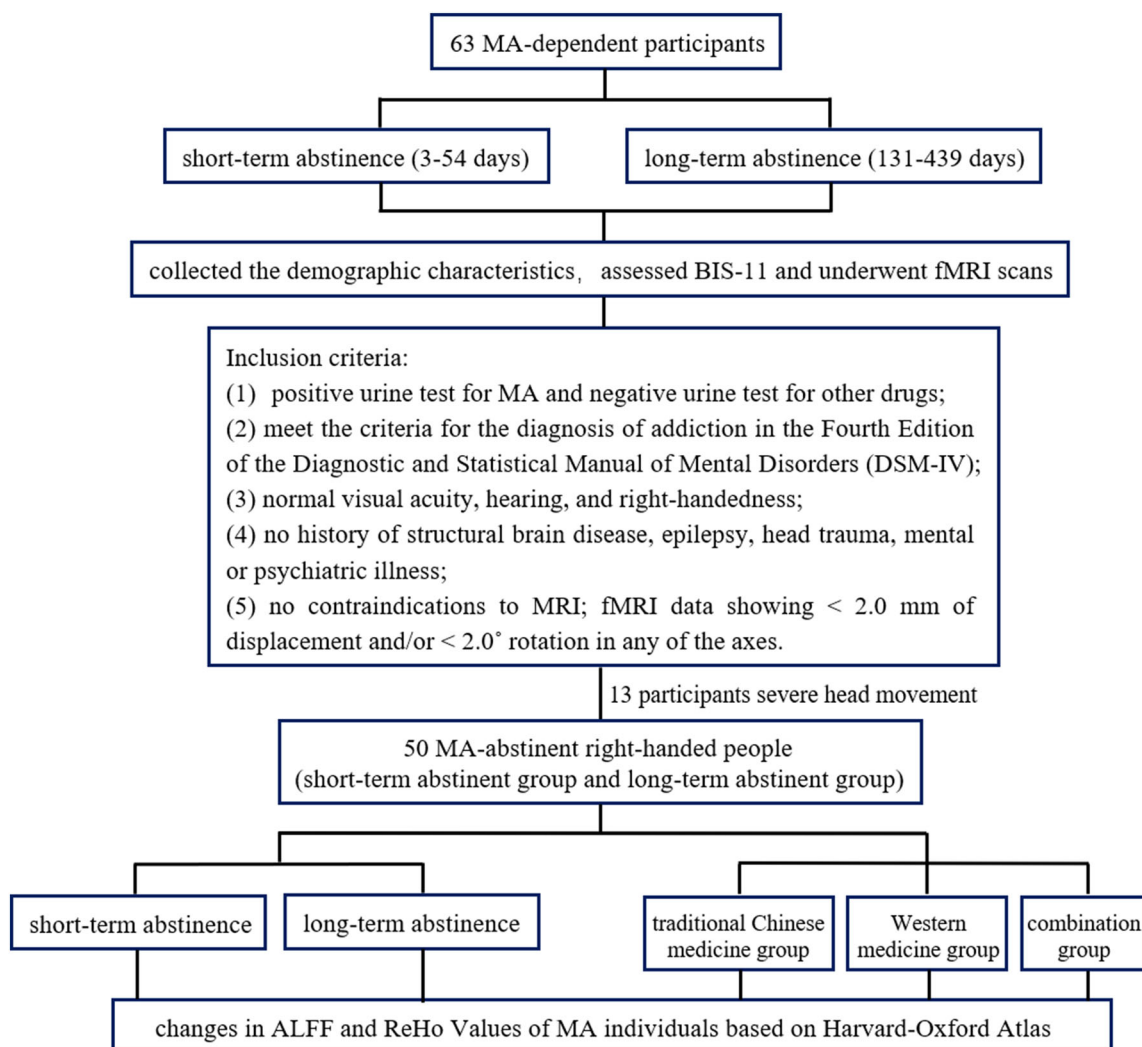 63 MA-dependent participants
short-term abstinence (3-54 days)
long-term abstinence (131-439 days)
collected the demographic characteristics, assessed BIS-11 and underwent fMRI scans
Inclusion criteria:
(1) positive urine test for MA and negative urine test for other drugs;
(2) meet the criteria for the diagnosis of addiction in the Fourth Edition
of the Diagnostic and Statistical Manual of Mental Disorders (DSM-IV);
(3) normal visual acuity, hearing, and right-handedness;
(4) no history of structural brain disease, epilepsy, head trauma, mental
or psychiatric illness;
(5) no contraindications to MRI; fMRI data showing < 2.0 mm of
displacement and/or < 2.0˚ rotation in any of the axes.
13 participants severe head movement
50 MA-abstinent right-handed people
(short-term abstinent group and long-term abstinent group)
short-term abstinence
long-term abstinence
traditional Chinese
medicine group
Western
medicine group
combination
group
changes in ALFF and ReHo Values of MA individuals based on Harvard-Oxford Atlas